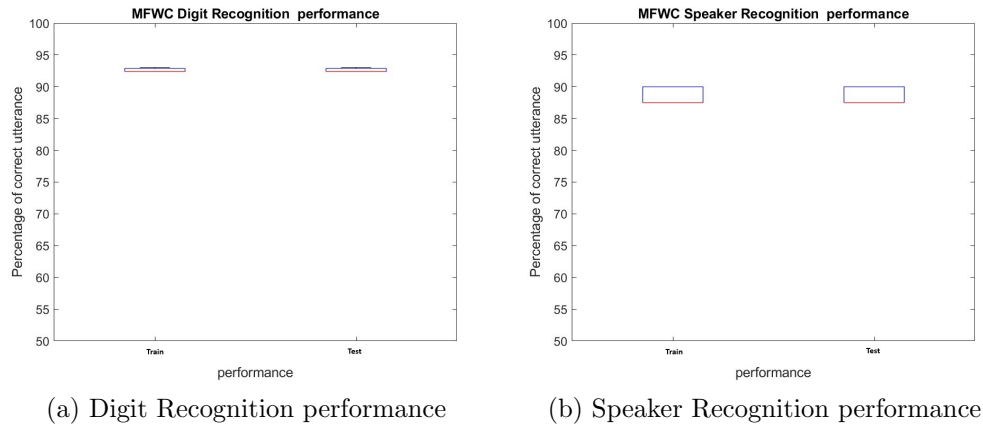 MFWC Digit Recognition performance
100
95
90
85
80
75
70
65
60
55
50
Percentage of correct utterance
Train
Test
performance
(a) Digit Recognition performance
MFWC Speaker Recognition performance
100
95
90
85
80
75
70
65
60
55
50
Percentage of correct utterance
Train
Test
performance
(b) Speaker Recognition performance